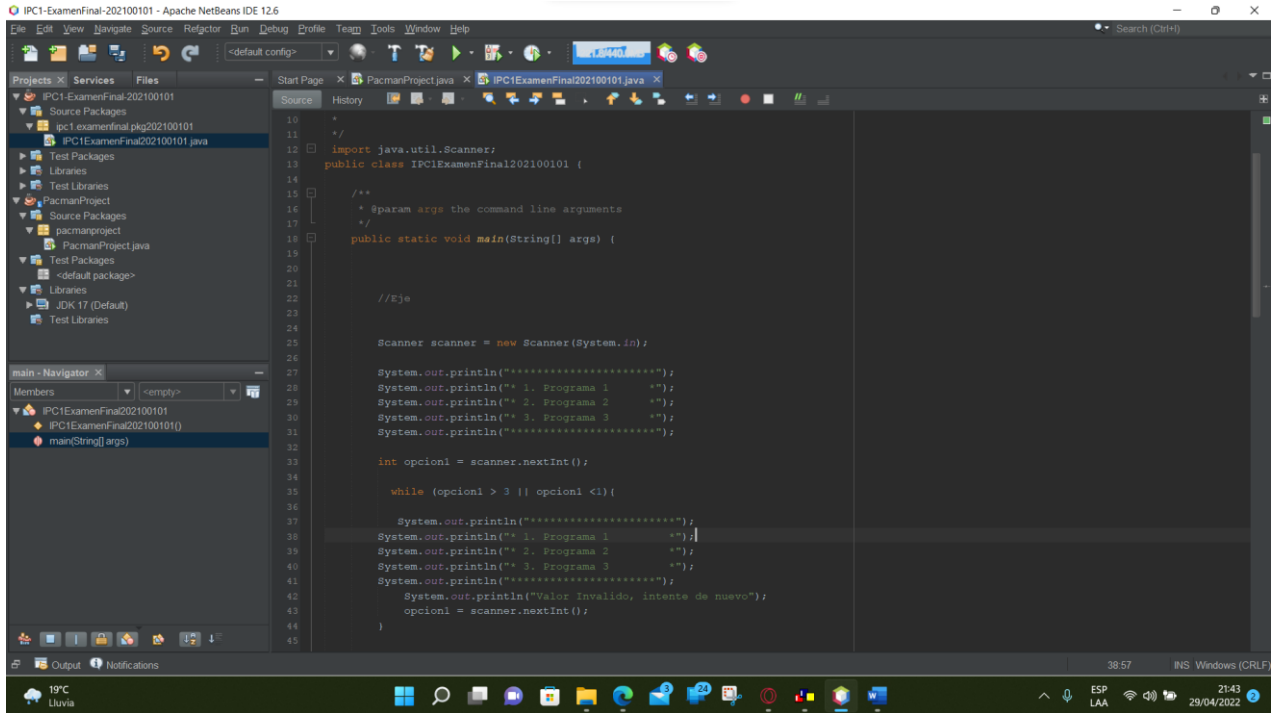 IPC1-ExamenFinal-202100101 - Apache NetBeans IDE 12.6
File Edit View Navigate Source Refactor Run Debug Profile Team Tools Window Help
Search (Ctrl+I)
<default config>
Projects Services Files
Start Page PacmanProject.java IPC1ExamenFinal202100101.java
Source History
IPC1-ExamenFinal-202100101
Source Packages
ipc1.examenfinal.pkg202100101
IPC1ExamenFinal202100101.java
Test Packages
Libraries
Test Libraries
PacmanProject
Source Packages
pacmanproject
PacmanProject.java
Test Packages
<default package>
Libraries
JDK 17 (Default)
Test Libraries
main - Navigator
Members <empty>
IPC1ExamenFinal202100101
IPC1ExamenFinal202100101()
main(String[] args)
10 *
11 */
12 import java.util.Scanner;
13 public class IPC1ExamenFinal202100101 {
14
15 /**
16 * @param args the command line arguments
17 */
18 public static void main(String[] args) {
19
20
21
22 //Eje
23
24
25 Scanner scanner = new Scanner(System.in);
26
27 System.out.println("**********************");
28 System.out.println("* 1. Programa 1      *");
29 System.out.println("* 2. Programa 2      *");
30 System.out.println("* 3. Programa 3      *");
31 System.out.println("**********************");
32
33 int opcion1 = scanner.nextInt();
34
35 while (opcion1 > 3 || opcion1 <1){
36
37 System.out.println("**********************");
38 System.out.println("* 1. Programa 1         *");
39 System.out.println("* 2. Programa 2         *");
40 System.out.println("* 3. Programa 3         *");
41 System.out.println("**********************");
42 System.out.println("Valor Invalido, intente de nuevo");
43 opcion1 = scanner.nextInt();
44 }
45
Output Notifications
38:57 INS Windows (CRLF)
19°C
Lluvia
3
24
ESP
LAA
21:43
29/04/2022
2